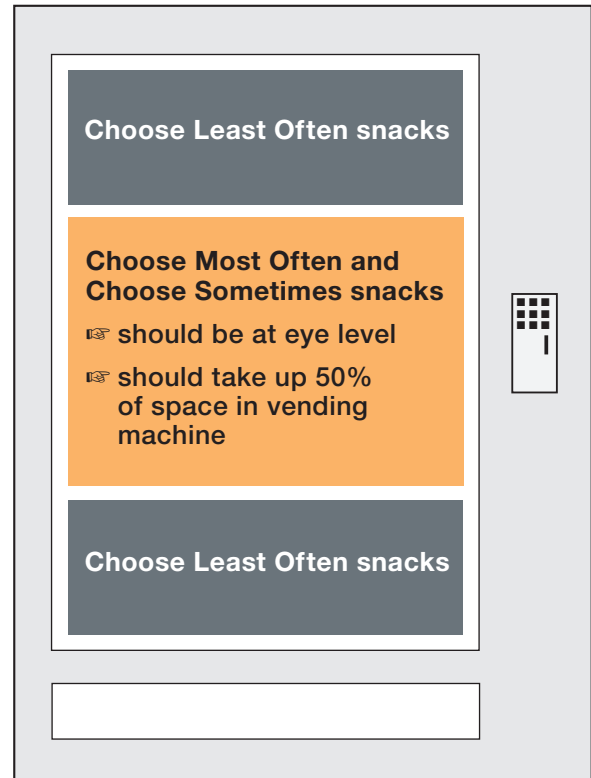 Choose Least Often snacks
Choose Most Often and
Choose Sometimes snacks
☞ should be at eye level
☞ should take up 50%
of space in vending
machine
Choose Least Often snacks